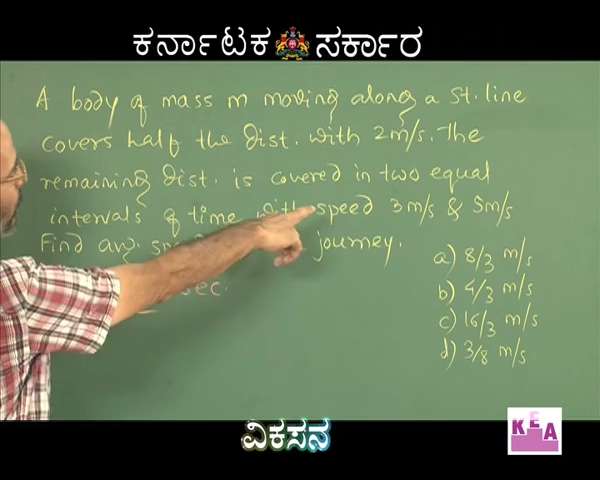 ಕರ್ನಾಟಕ ಸರ್ಕಾರ
A body of mass m moving along a st. line
covers half the dist. with 2m/s. The
remaining dist. is covered in two equal
intervals of time with speed 3 m/s & 5m/s
Find journey.
sec.
a) 8/3 m/s
b) 4/3 m/s
c) 16/3 m/s
d) 3/8 m/s
ವಿಕಸನ
KEA